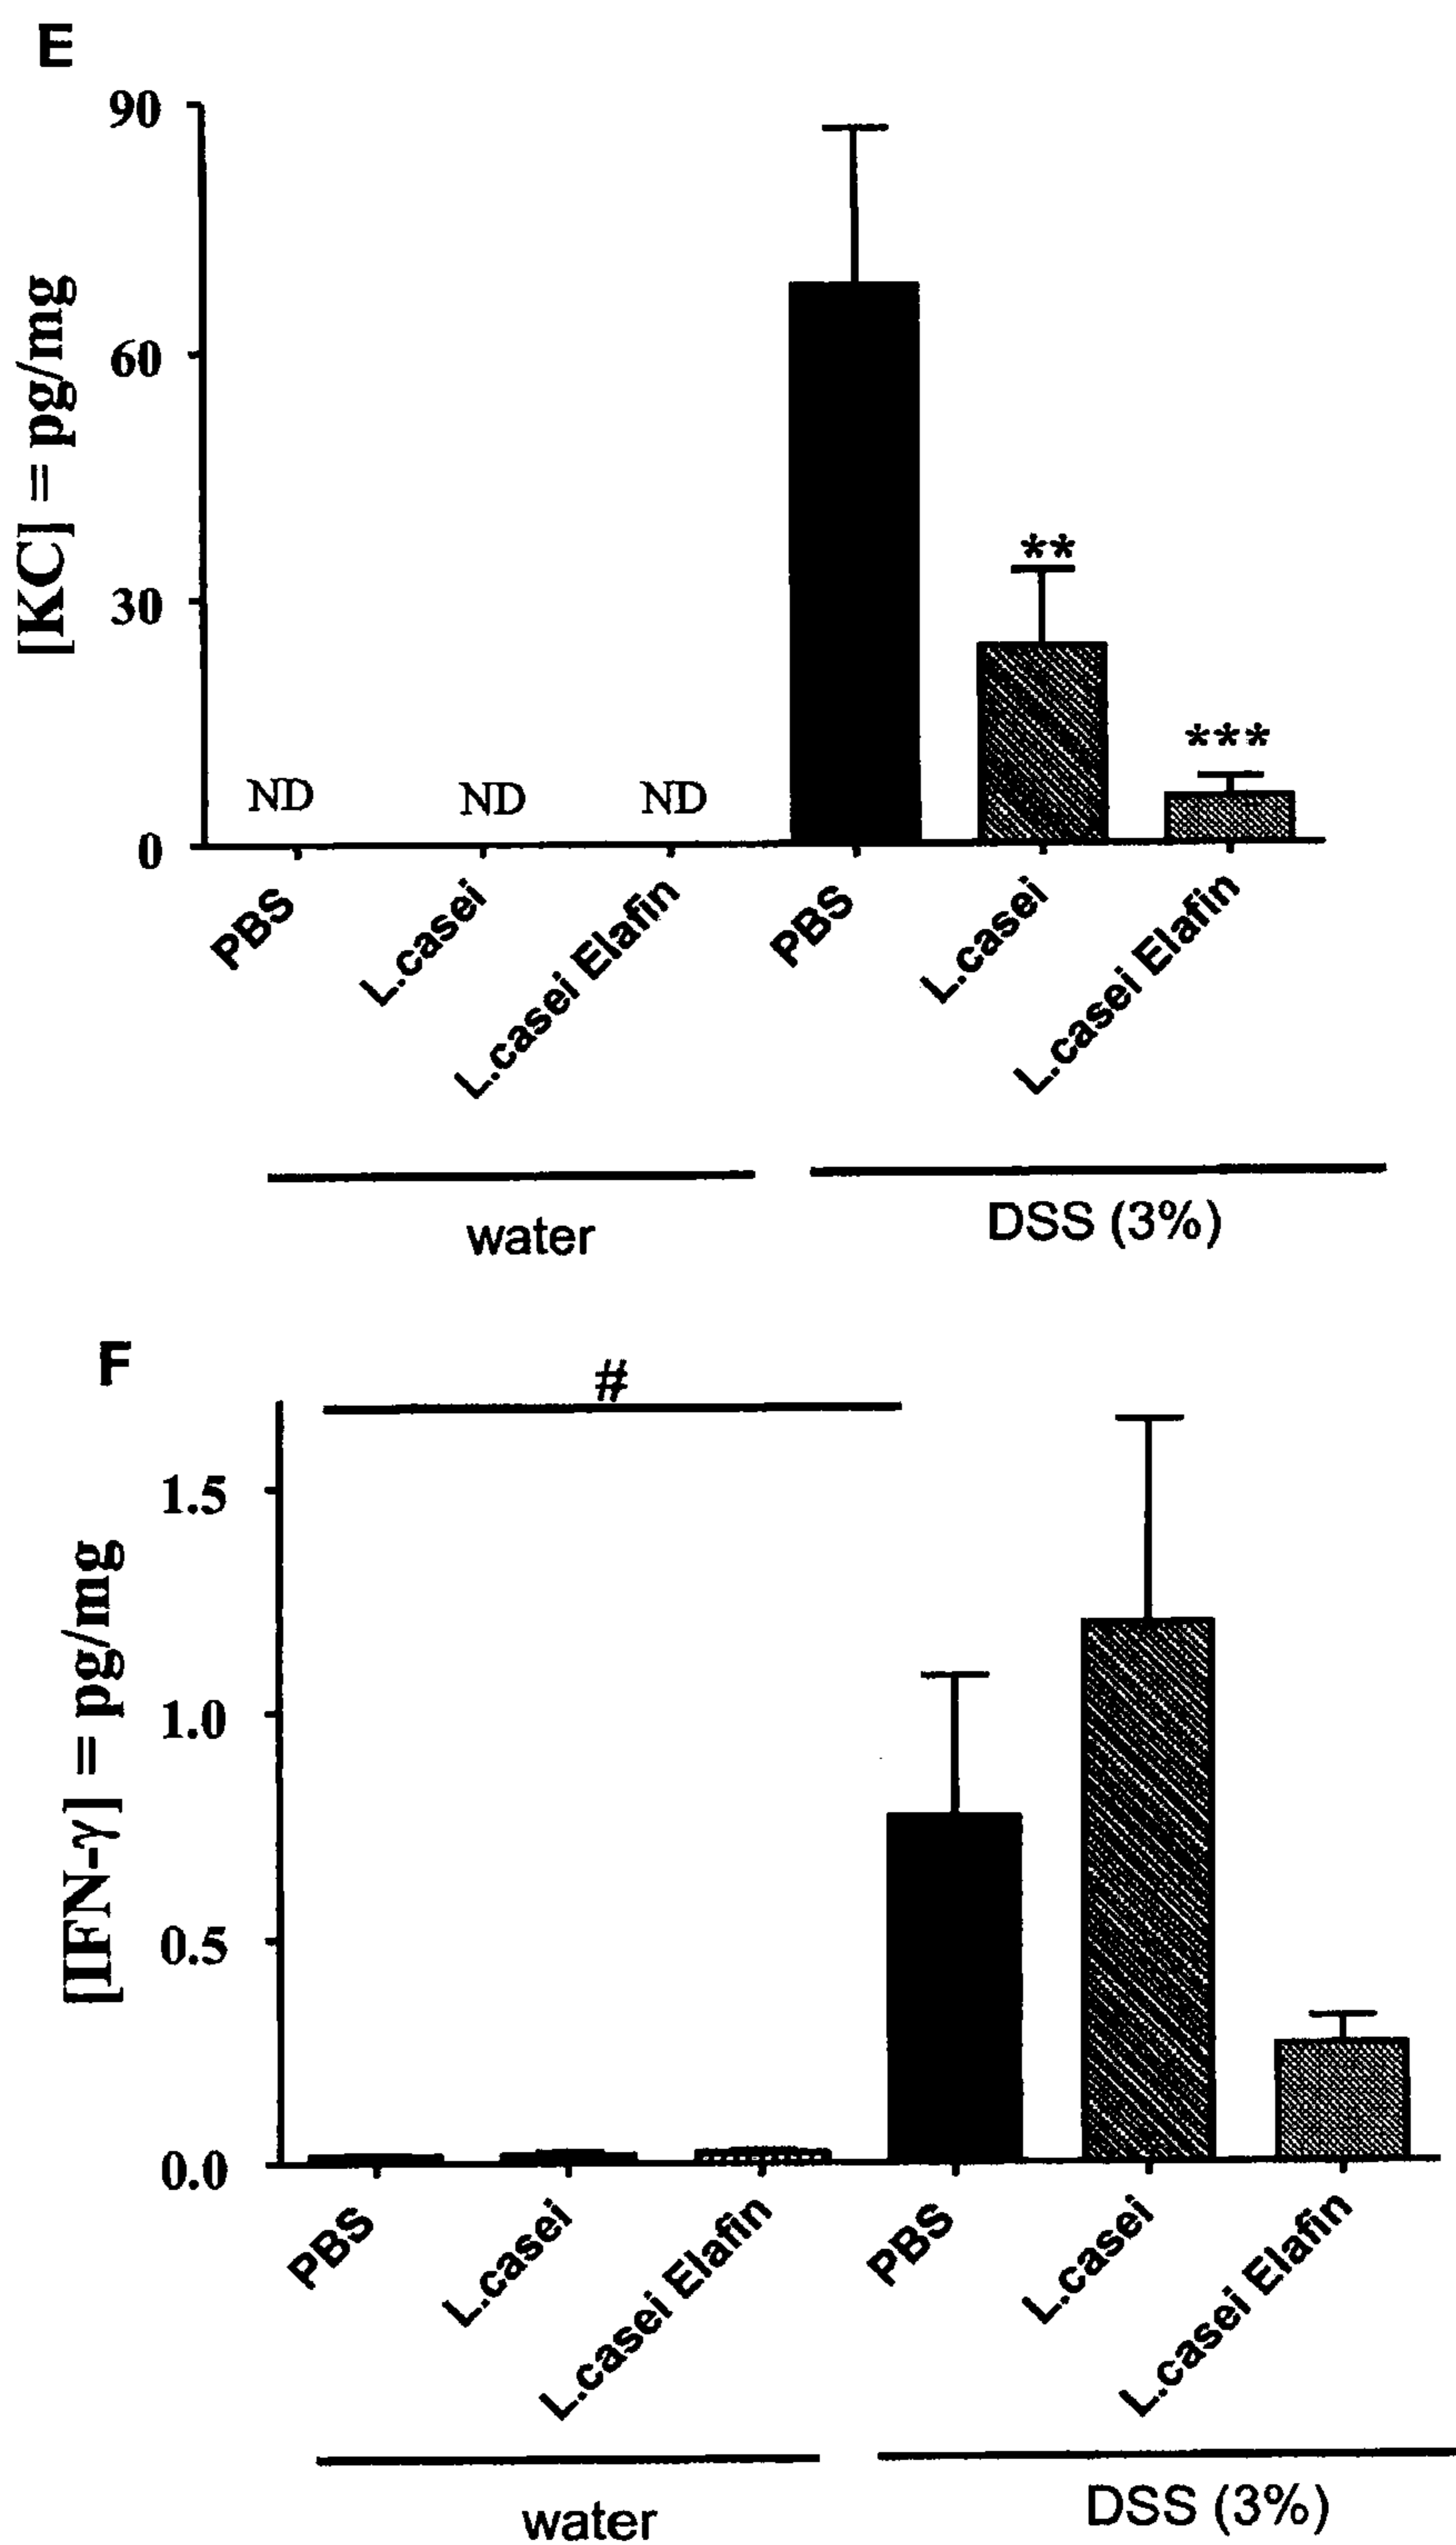 E
[KC] = pg/mg
90
60
30
0
ND ND ND
** 
***
PBS L.casei L.casei Elafin PBS L.casei L.casei Elafin
water DSS (3%)
F
#
[IFN-γ] = pg/mg
1.5
1.0
0.5
0.0
PBS L.casei L.casei Elafin PBS L.casei L.casei Elafin
water DSS (3%)